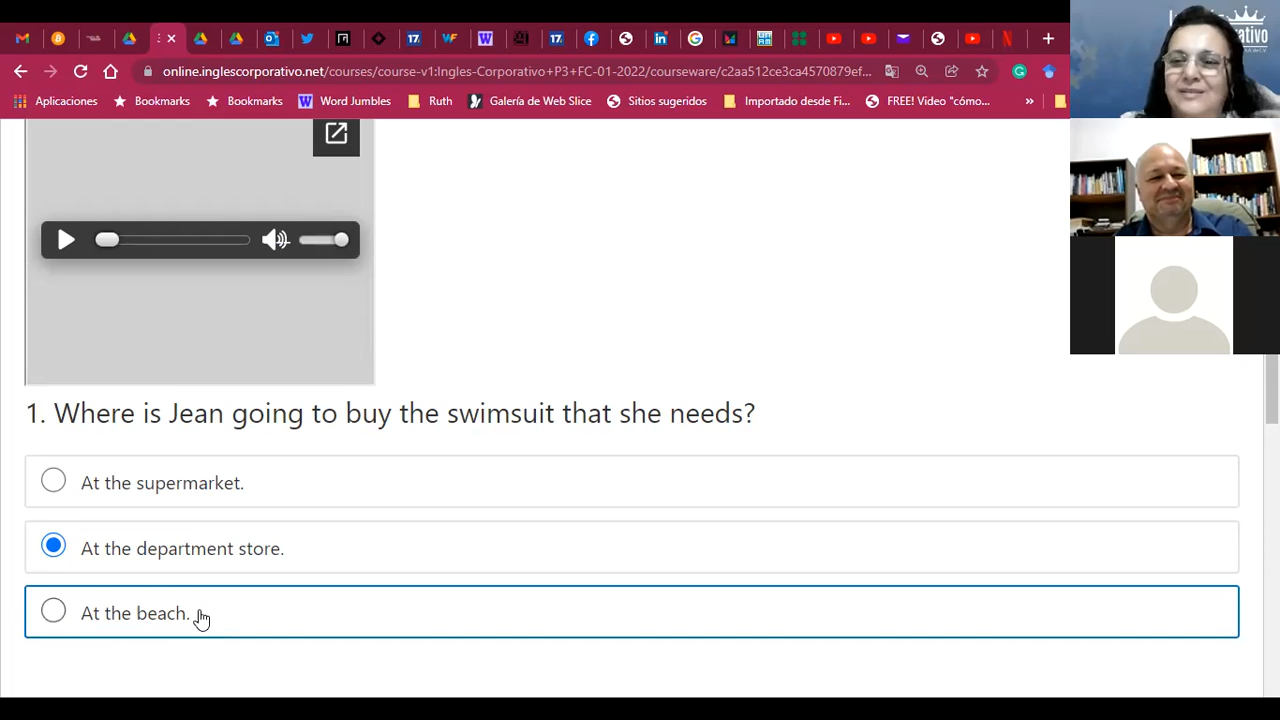 online.inglescorporativo.net/courses/course-v1:Ingles-Corporativo+P3+FC-01-2022/courseware/c2aa512ce3ca4570879ef...
Aplicaciones Bookmarks Bookmarks Word Jumbles Ruth Galería de Web Slice Sitios sugeridos Importado desde Fi... FREE! Video "cómo... »
1. Where is Jean going to buy the swimsuit that she needs?
At the supermarket.
At the department store.
At the beach.